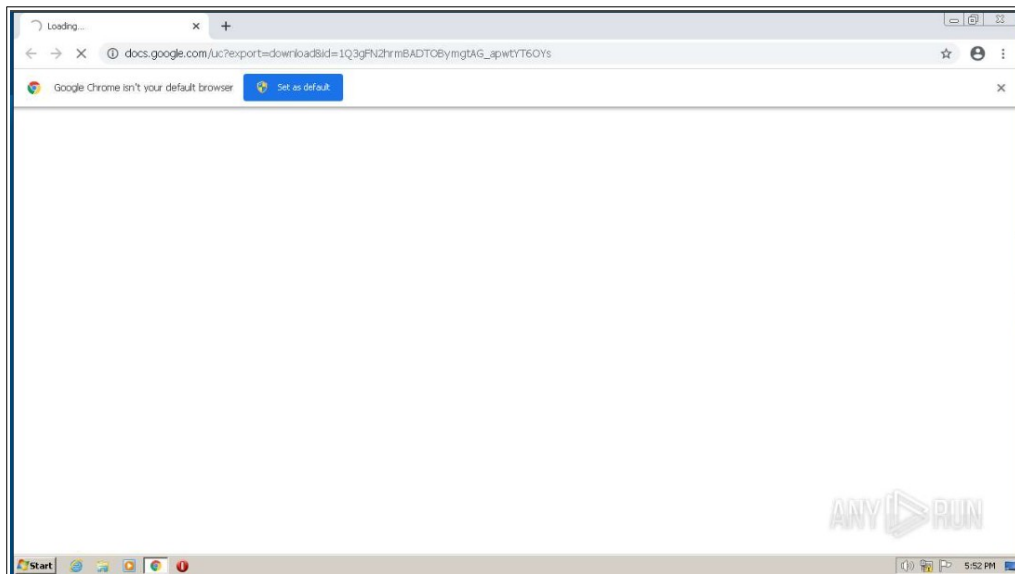 Loading...
docs.google.com/uc?export=download&id=1Q3gFN2hrmBADTOBymgtAG_apwtYT6OYs
Google Chrome isn't your default browser
Set as default
ANY RUN
Start
5:52 PM